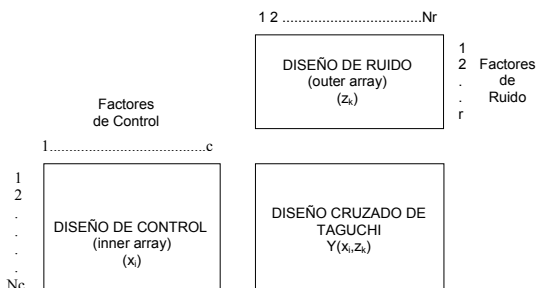 1 2 ..................................Nr
DISEÑO DE RUIDO
(outer array)
(zk)
1
2
.
.
r
Factores
de
Ruido
Factores
de Control
1......................................c
1
2
.
.
.
.
Nc
DISEÑO DE CONTROL
(inner array)
(xi)
DISEÑO CRUZADO DE
TAGUCHI
Y(xi,zk)